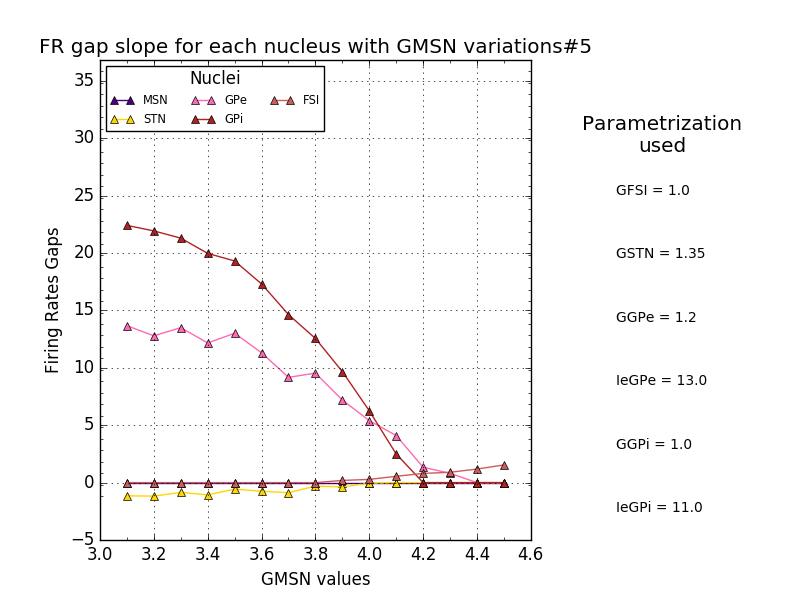 FR gap slope for each nucleus with GMSN variations#5
Nuclei
MSN GPe FSI
STN GPi
35
30
25
20
15
10
5
0
−5
Firing Rates Gaps
3.0 3.2 3.4 3.6 3.8 4.0 4.2 4.4 4.6
GMSN values
Parametrization
used
GFSI = 1.0
GSTN = 1.35
GGPe = 1.2
IeGPe = 13.0
GGPi = 1.0
IeGPi = 11.0